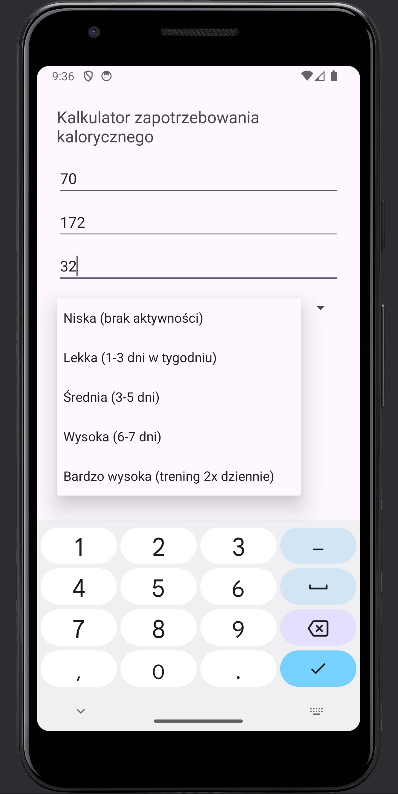 9:36
Kalkulator zapotrzebowania
kalorycznego
70
172
32
Niska (brak aktywności)
Lekka (1-3 dni w tygodniu)
Średnia (3-5 dni)
Wysoka (6-7 dni)
Bardzo wysoka (trening 2x dziennie)
1 2 3 –
4 5 6
7 8 9
, 0 .